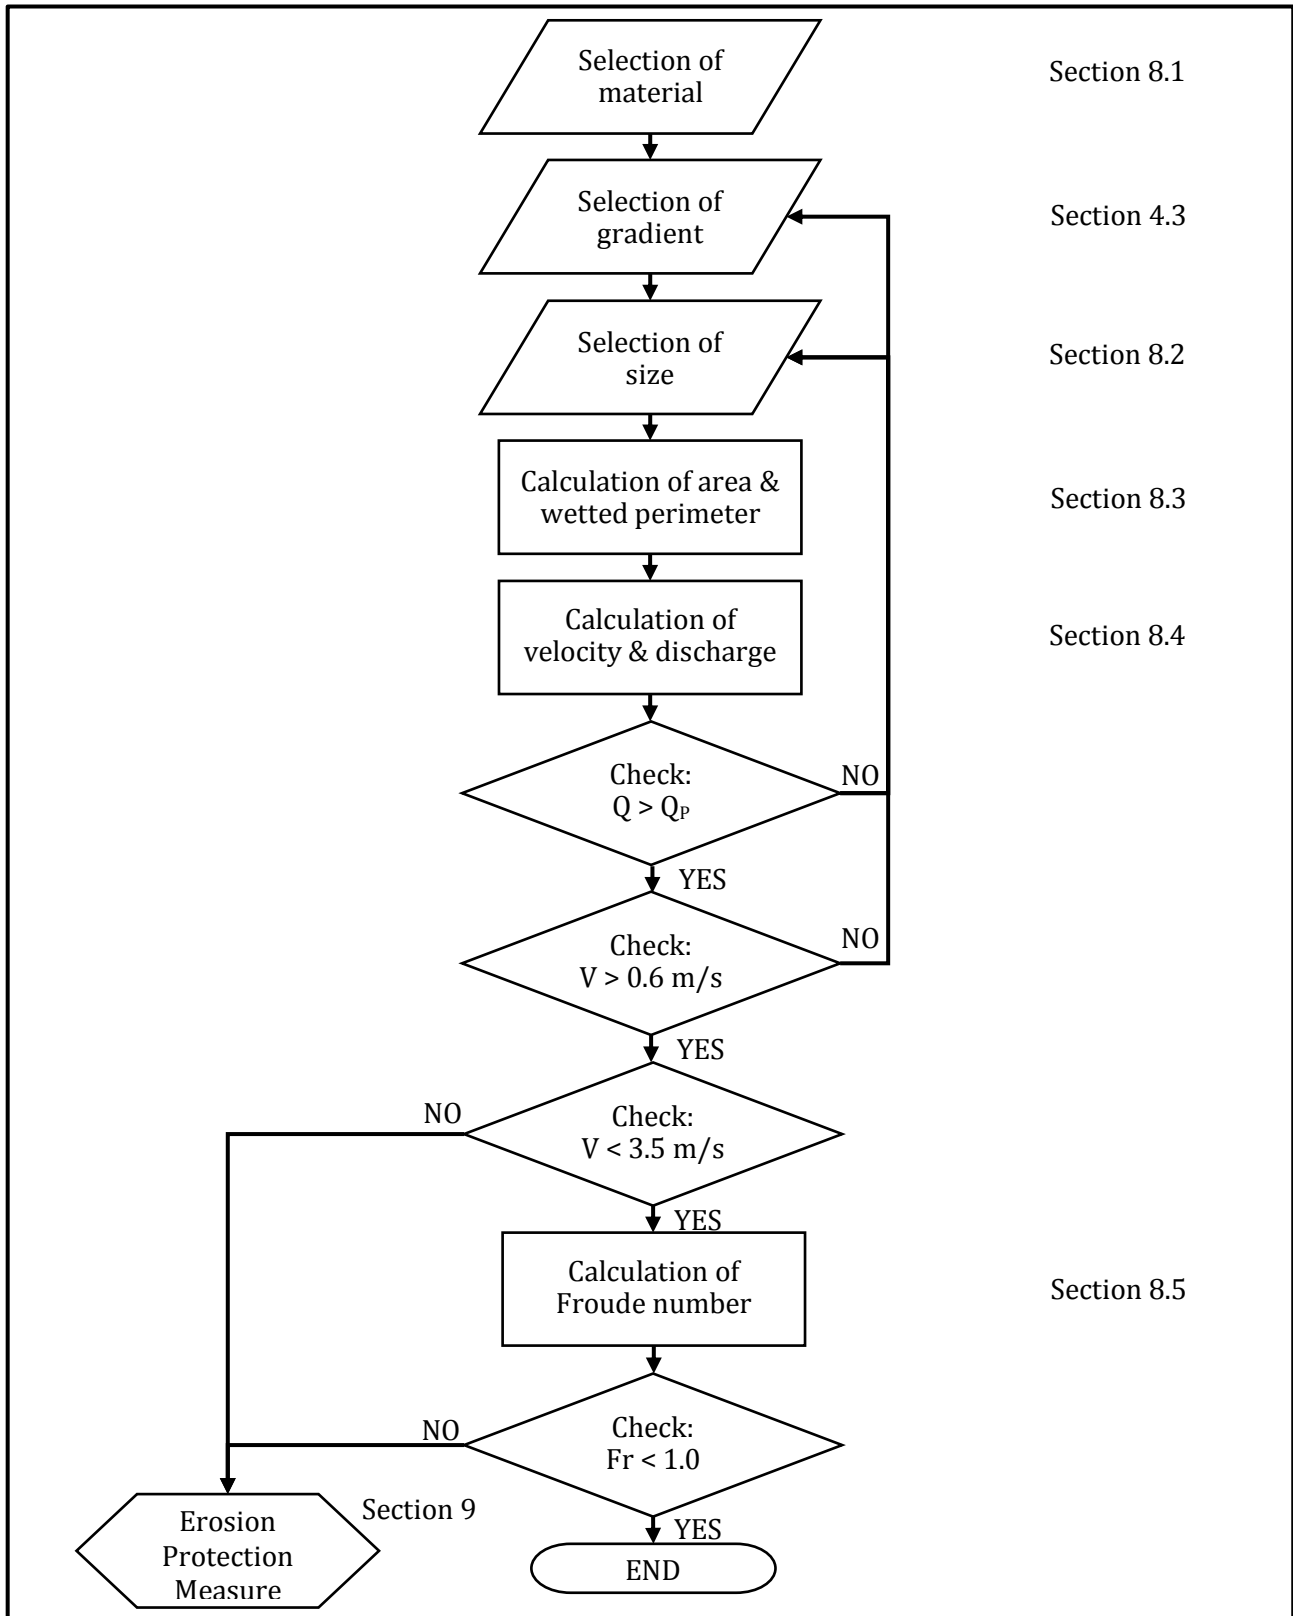 Selection of
material
Section 8.1
Selection of
gradient
Section 4.3
Selection of
size
Section 8.2
Calculation of area &
wetted perimeter
Section 8.3
Calculation of
velocity & discharge
Section 8.4
Check:
Q > QP
NO
YES
Check:
V > 0.6 m/s
NO
YES
Check:
V < 3.5 m/s
NO
YES
Calculation of
Froude number
Section 8.5
Check:
Fr < 1.0
NO
YES
Erosion
Protection
Measure
Section 9
END